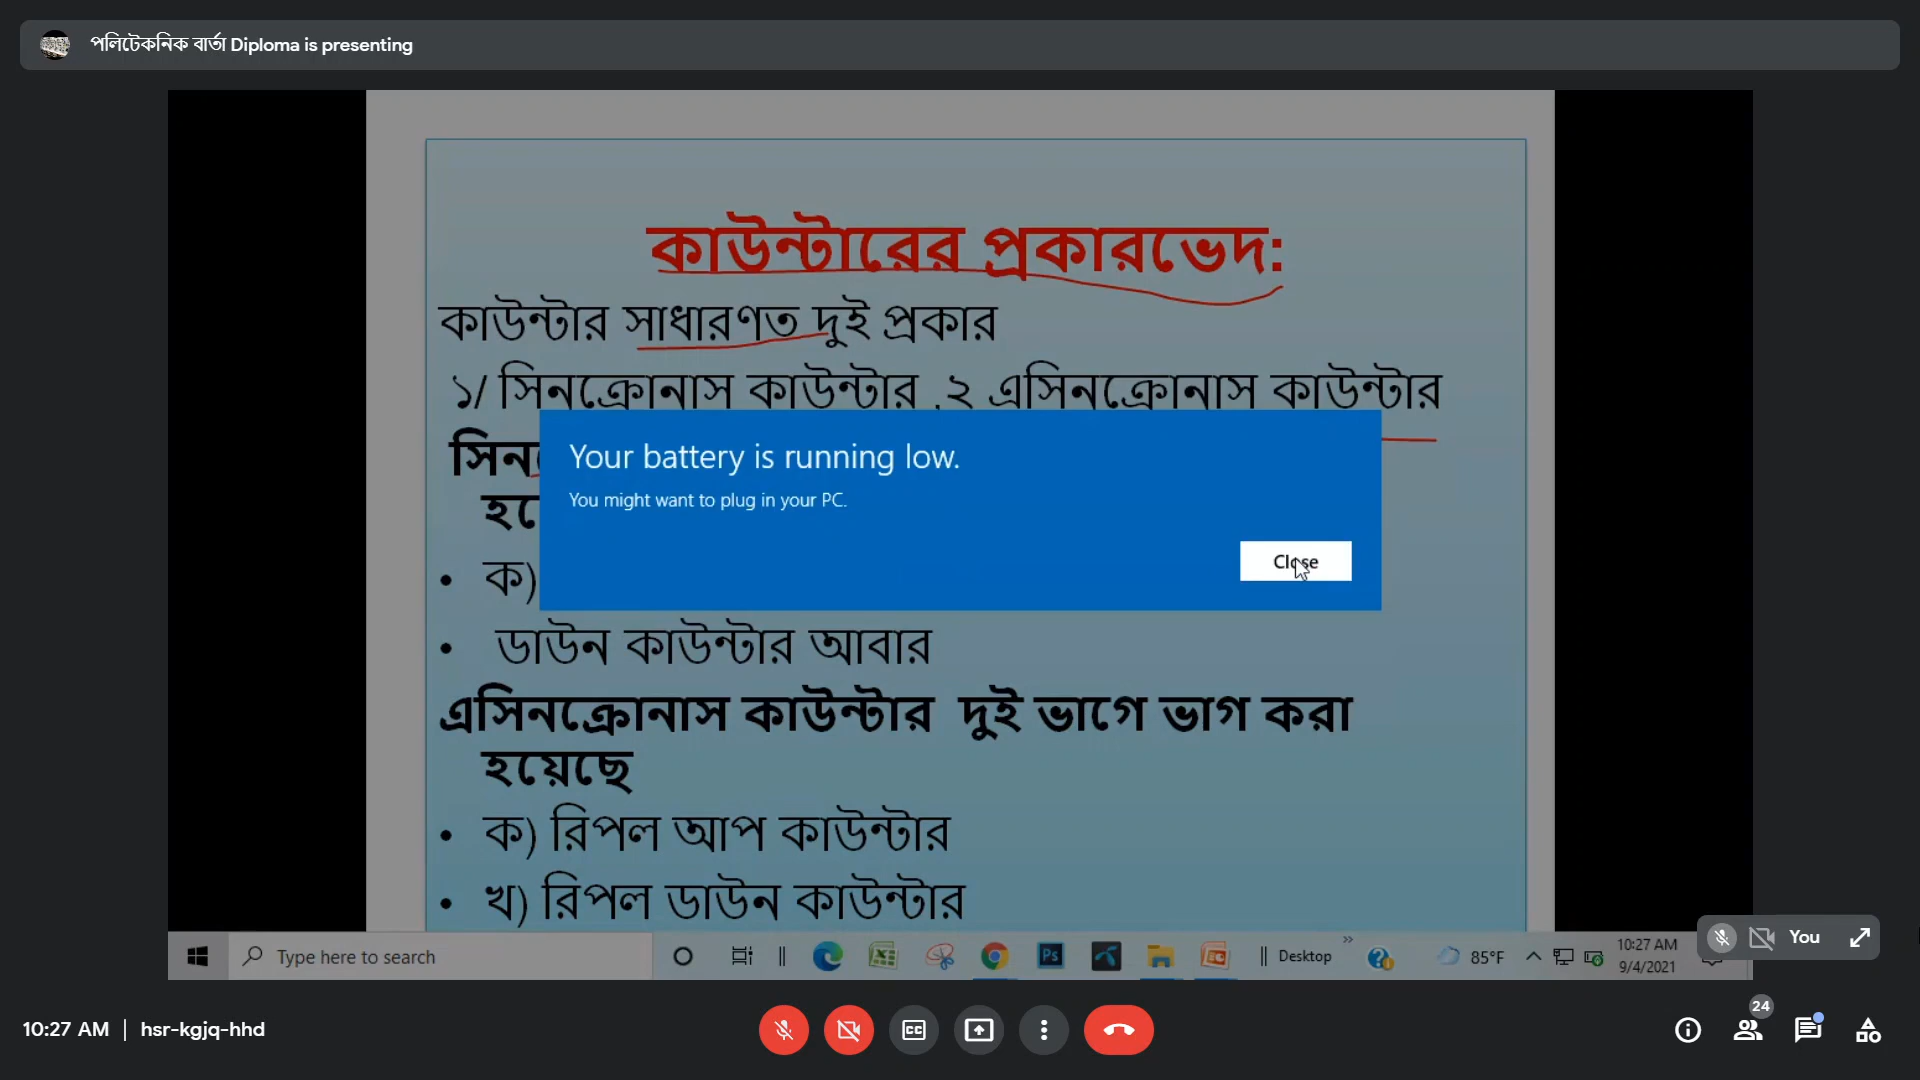 পলিটেকনিক বার্তা Diploma is presenting
কাউন্টারের প্রকারভেদ:
কাউন্টার সাধারণত দুই প্রকার
১/ সিনক্রোনাস কাউন্টার ,২ এসিনক্রোনাস কাউন্টার
Your battery is running low.
You might want to plug in your PC.
Close
ক)
ডাউন কাউন্টার আবার
এসিনক্রোনাস কাউন্টার দুই ভাগে ভাগ করা
হয়েছে
ক) রিপল আপ কাউন্টার
খ) রিপল ডাউন কাউন্টার
Type here to search
Desktop
85°F
10:27 AM
9/4/2021
You
10:27 AM | hsr-kgjq-hhd
24